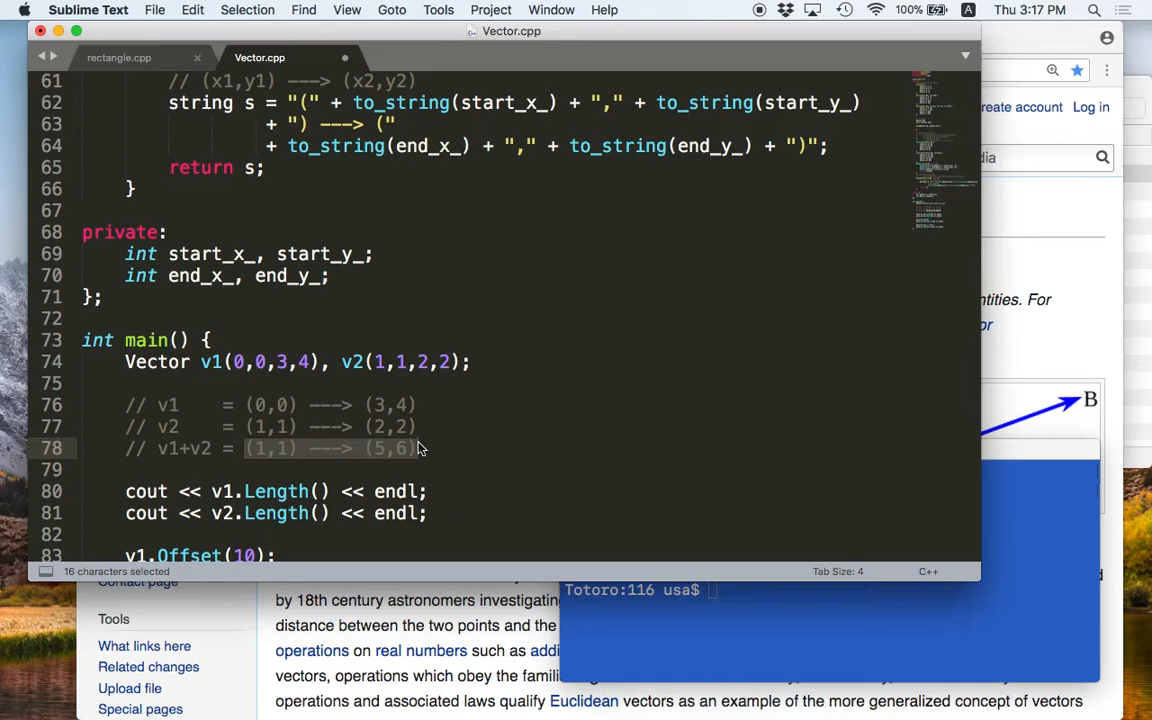 Sublime Text File Edit Selection Find View Goto Tools Project Window Help 100% A Thu 3:17 PM
Vector.cpp
rectangle.cpp × Vector.cpp
61 // (x1,y1) ---> (x2,y2)
62 string s = "(" + to_string(start_x_) + "," + to_string(start_y_)
63 + ") ---> ("
64 + to_string(end_x_) + "," + to_string(end_y_) + ")";
65 return s;
66 }
67
68 private:
69 int start_x_, start_y_;
70 int end_x_, end_y_;
71 };
72
73 int main() {
74 Vector v1(0,0,3,4), v2(1,1,2,2);
75
76 // v1 = (0,0) ---> (3,4)
77 // v2 = (1,1) ---> (2,2)
78 // v1+v2 = (1,1) ---> (5,6)
79
80 cout << v1.Length() << endl;
81 cout << v2.Length() << endl;
82
83 v1.Offset(10);
16 characters selected Tab Size: 4 C++
reate account Log in
dia
ntities. For
or
B
Totoro:116 usa$
Contact page
Tools
What links here
Related changes
Upload file
Special pages
by 18th century astronomers investigatin
distance between the two points and the
operations on real numbers such as addi
vectors, operations which obey the famili
operations and associated laws qualify Euclidean vectors as an example of the more generalized concept of vectors